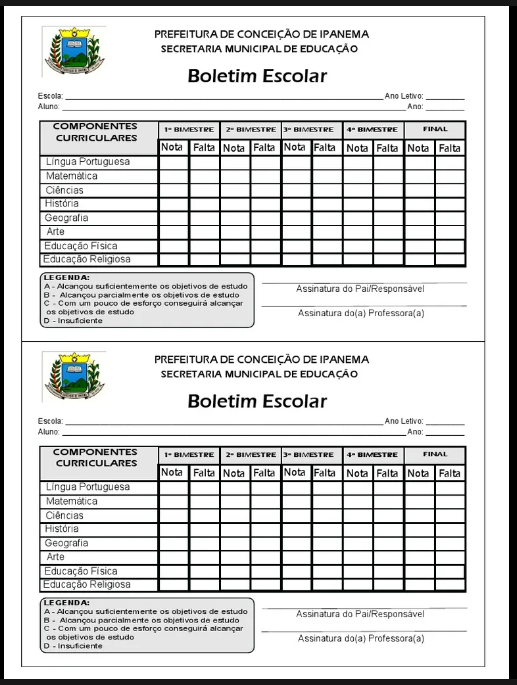 PREFEITURA DE CONCEIÇÃO DE IPANEMA
SECRETARIA MUNICIPAL DE EDUCAÇÃO
Boletim Escolar
Escola: Ano Letivo:
Aluno: Ano:
COMPONENTES CURRICULARES 1º BIMESTRE 2º BIMESTRE 3º BIMESTRE 4º BIMESTRE FINAL
Nota Falta Nota Falta Nota Falta Nota Falta Nota Falta
Língua Portuguesa
Matemática
Ciências
História
Geografia
Arte
Educação Física
Educação Religiosa
LEGENDA:
A - Alcançou suficientemente os objetivos de estudo
B - Alcançou parcialmente os objetivos de estudo
C - Com um pouco de esforço conseguirá alcançar
os objetivos de estudo
D - Insuficiente
Assinatura do Pai/Responsável
Assinatura do(a) Professora(a)
PREFEITURA DE CONCEIÇÃO DE IPANEMA
SECRETARIA MUNICIPAL DE EDUCAÇÃO
Boletim Escolar
Escola: Ano Letivo:
Aluno: Ano:
COMPONENTES CURRICULARES 1º BIMESTRE 2º BIMESTRE 3º BIMESTRE 4º BIMESTRE FINAL
Nota Falta Nota Falta Nota Falta Nota Falta Nota Falta
Língua Portuguesa
Matemática
Ciências
História
Geografia
Arte
Educação Física
Educação Religiosa
LEGENDA:
A - Alcançou suficientemente os objetivos de estudo
B - Alcançou parcialmente os objetivos de estudo
C - Com um pouco de esforço conseguirá alcançar
os objetivos de estudo
D - Insuficiente
Assinatura do Pai/Responsável
Assinatura do(a) Professora(a)